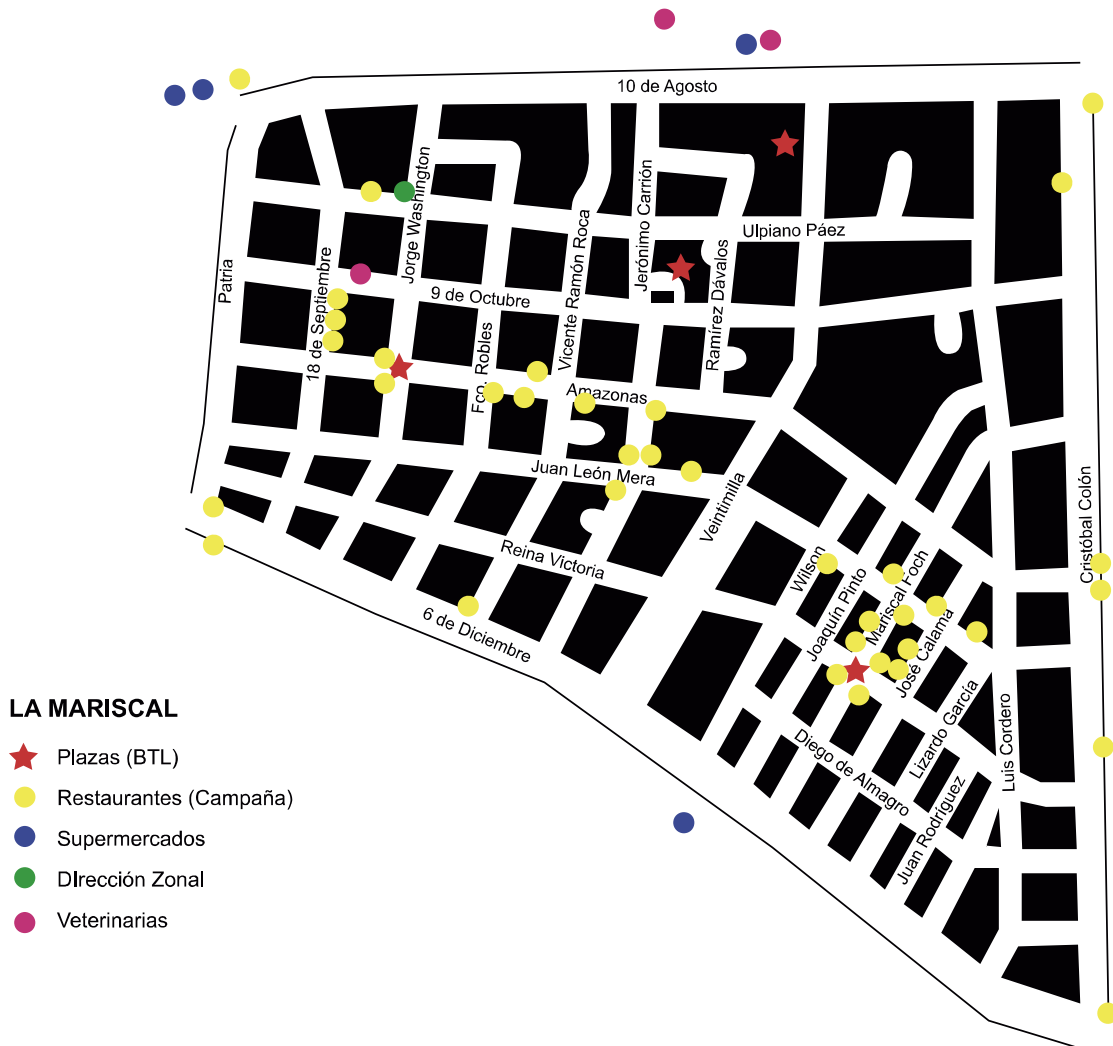 10 de Agosto
Jorge Washington
Jerónimo Carrión
Ulpiano Páez
Vicente Ramón Roca
Ramírez Dávalos
Patria
18 de Septiembre
9 de Octubre
Fco. Robles
Amazonas
Juan León Mera
Veintimilla
Cristóbal Colón
Reina Victoria
Wilson
Joaquín Pinto
Mariscal Foch
José Calama
6 de Diciembre
Lizardo García
Luis Cordero
Diego de Almagro
Juan Rodríguez
LA MARISCAL
Plazas (BTL)
Restaurantes (Campaña)
Supermercados
DIrección Zonal
Veterinarias